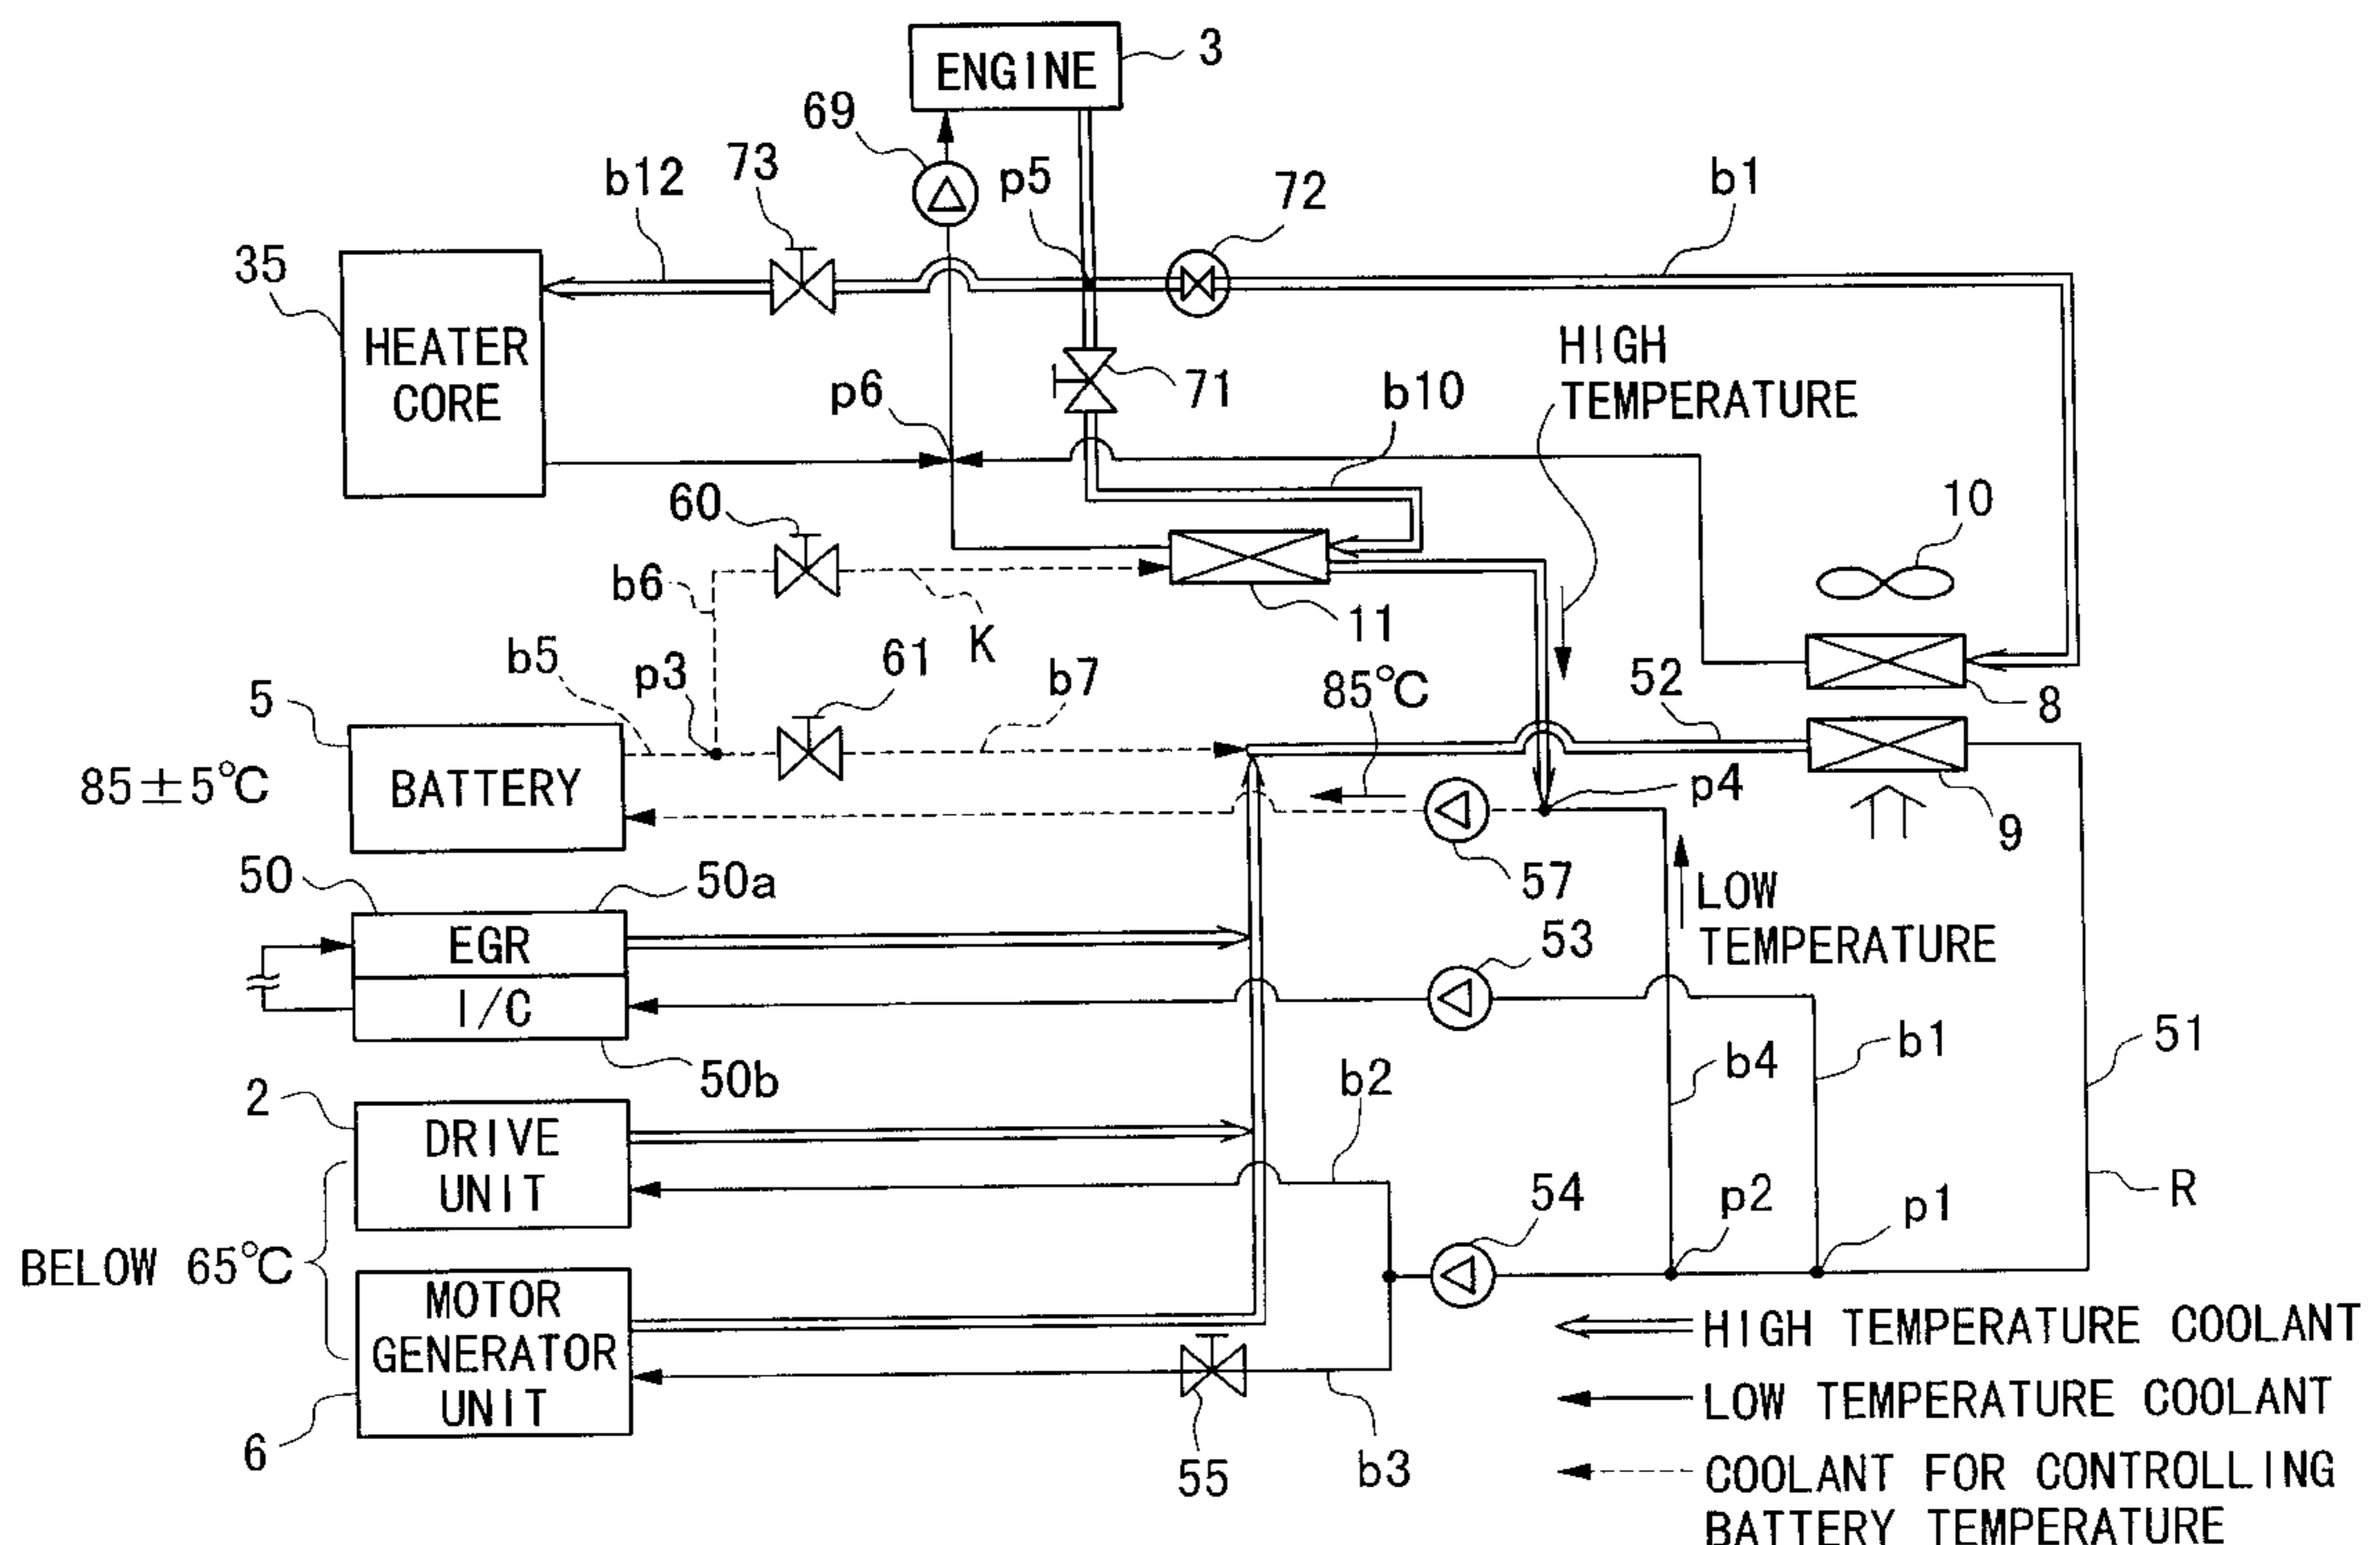 ENGINE
3
69
73
b12
p5
72
b1
35
HEATER
CORE
HIGH
TEMPERATURE
71
p6
b10
60
10
b6
K
11
61
b5
p3
b7
85℃
52
8
5
BATTERY
85±5℃
p4
9
57
50
50a
EGR
I/C
50b
LOW
TEMPERATURE
53
51
b1
b4
b2
2
DRIVE
UNIT
54
p2
p1
R
BELOW 65℃
MOTOR
GENERATOR
UNIT
6
55
b3
HIGH TEMPERATURE COOLANT
LOW TEMPERATURE COOLANT
COOLANT FOR CONTROLLING
BATTERY TEMPERATURE